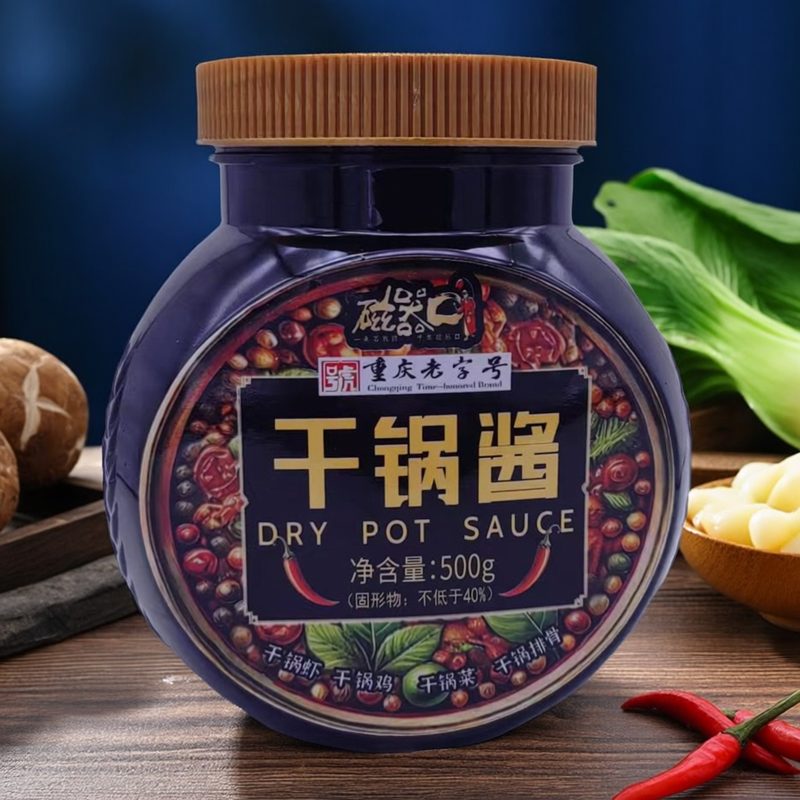 磁器口
號 重庆老字号
Chongqing Time-honored Brand
干锅酱
DRY POT SAUCE
净含量:500g
(固形物:不低于40%)
干锅虾 干锅鸡 干锅菜 干锅排骨